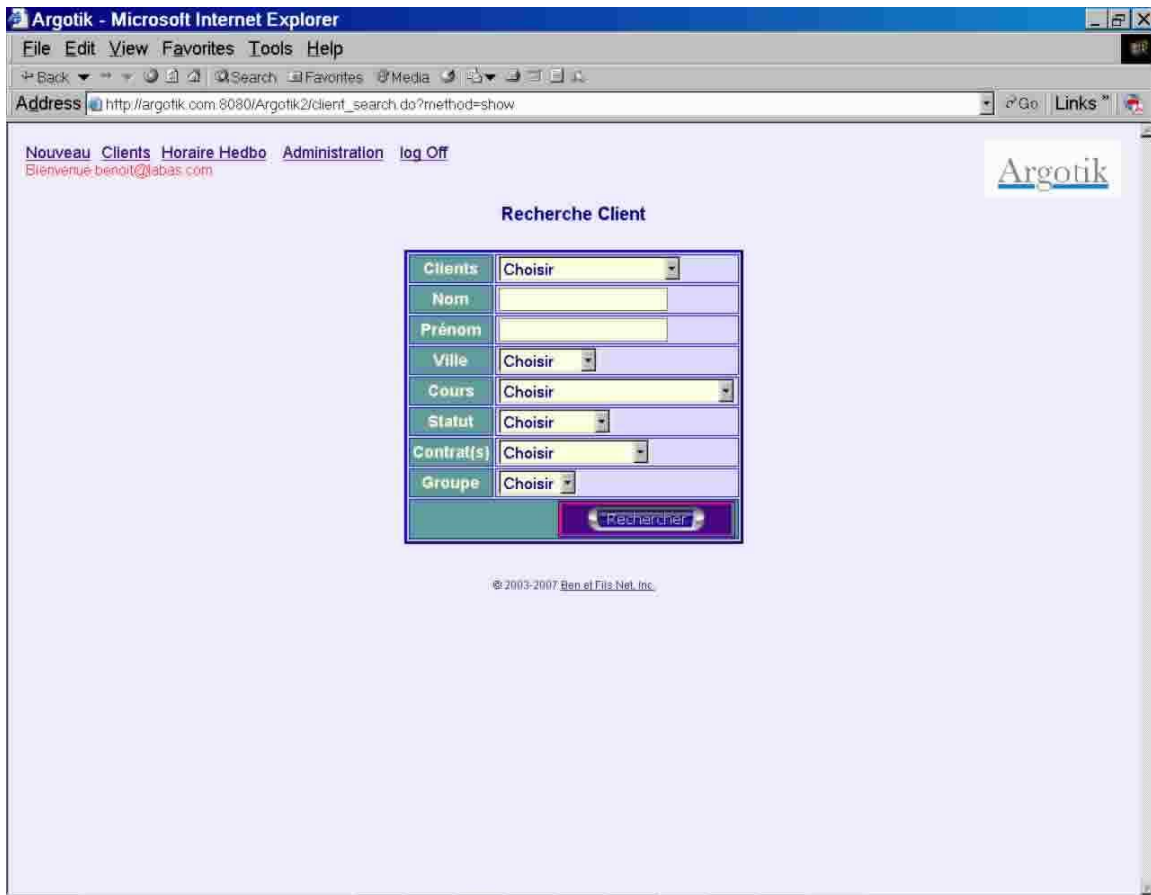 Argotik - Microsoft Internet Explorer
File Edit View Favorites Tools Help
Back Search Favorites Media
Address http://argotik.com:8080/Argotik2/client_search.do?method=show Go Links »
Nouveau Clients Horaire Hedbo Administration log Off
Bienvenue benoit@labas.com
Argotik
Recherche Client
Clients Choisir
Nom
Prénom
Ville Choisir
Cours Choisir
Statut Choisir
Contrat(s) Choisir
Groupe Choisir
Rechercher
© 2003-2007 Ben et Fils Net, Inc.